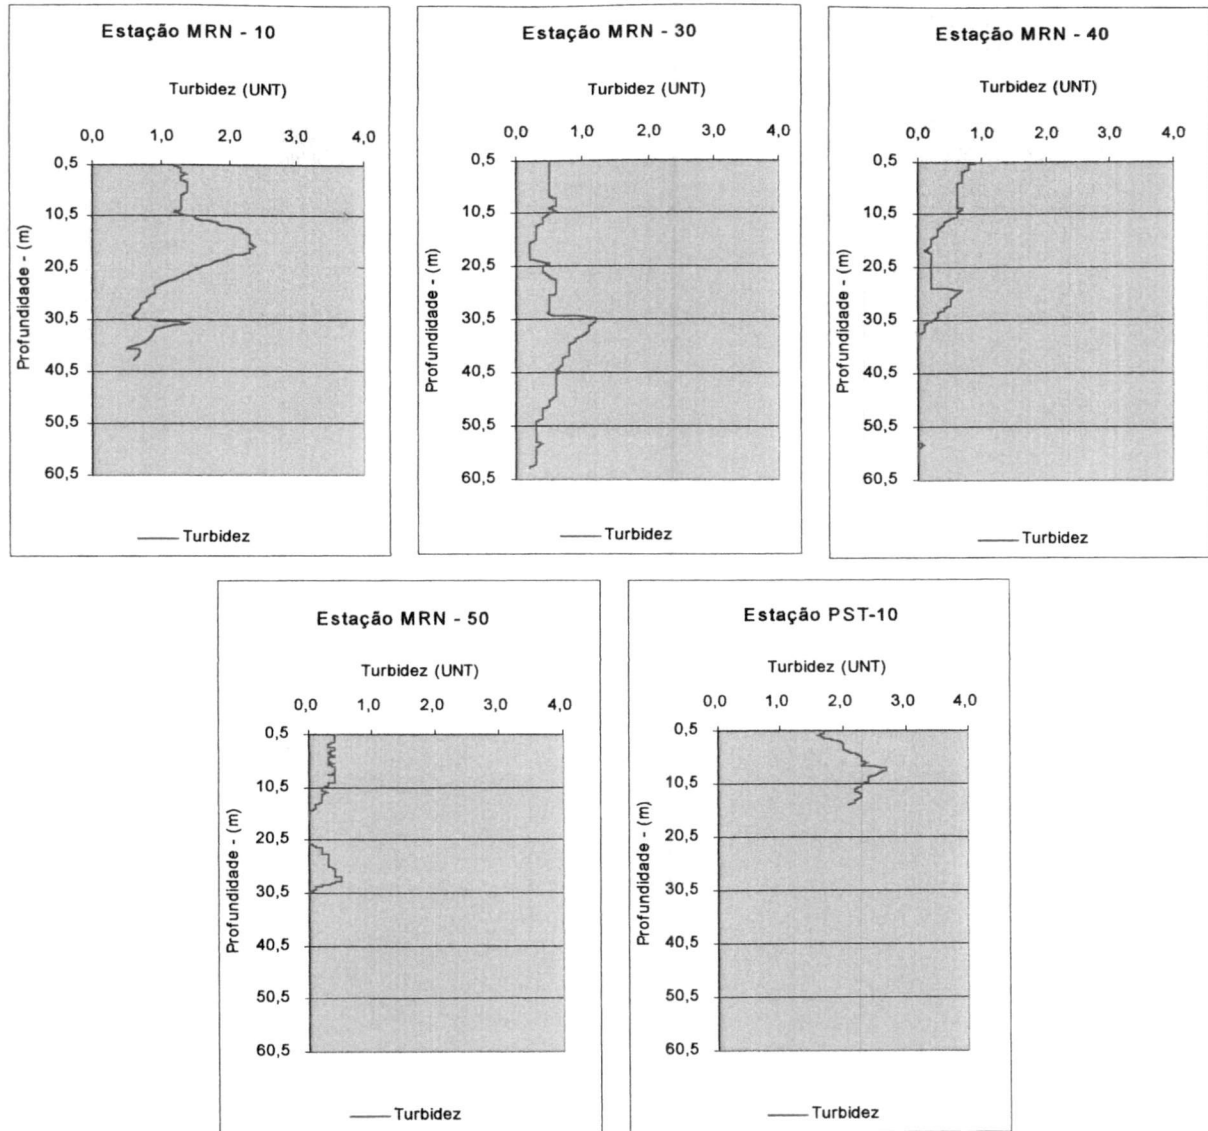 Estação MRN - 10
Turbidez (UNT)
0,0 1,0 2,0 3,0 4,0
0,5
10,5
20,5
30,5
40,5
50,5
60,5
Profundidade - (m)
Turbidez
Estação MRN - 30
Turbidez (UNT)
0,0 1,0 2,0 3,0 4,0
0,5
10,5
20,5
30,5
40,5
50,5
60,5
Profundidade - (m)
Turbidez
Estação MRN - 40
Turbidez (UNT)
0,0 1,0 2,0 3,0 4,0
0,5
10,5
20,5
30,5
40,5
50,5
60,5
Profundidade - (m)
Turbidez
Estação MRN - 50
Turbidez (UNT)
0,0 1,0 2,0 3,0 4,0
0,5
10,5
20,5
30,5
40,5
50,5
60,5
Profundidade - (m)
Turbidez
Estação PST-10
Turbidez (UNT)
0,0 1,0 2,0 3,0 4,0
0,5
10,5
20,5
30,5
40,5
50,5
60,5
Profundidade - (m)
Turbidez